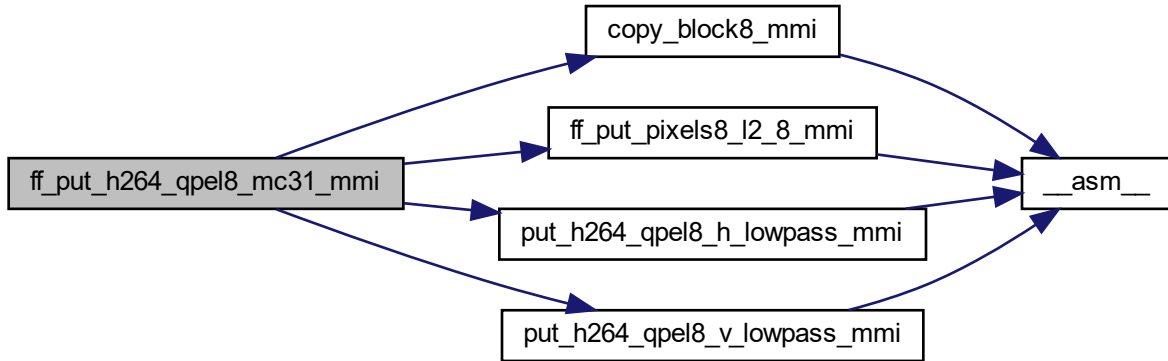 copy_block8_mmi
ff_put_pixels8_l2_8_mmi
ff_put_h264_qpel8_mc31_mmi
__asm__
put_h264_qpel8_h_lowpass_mmi
put_h264_qpel8_v_lowpass_mmi